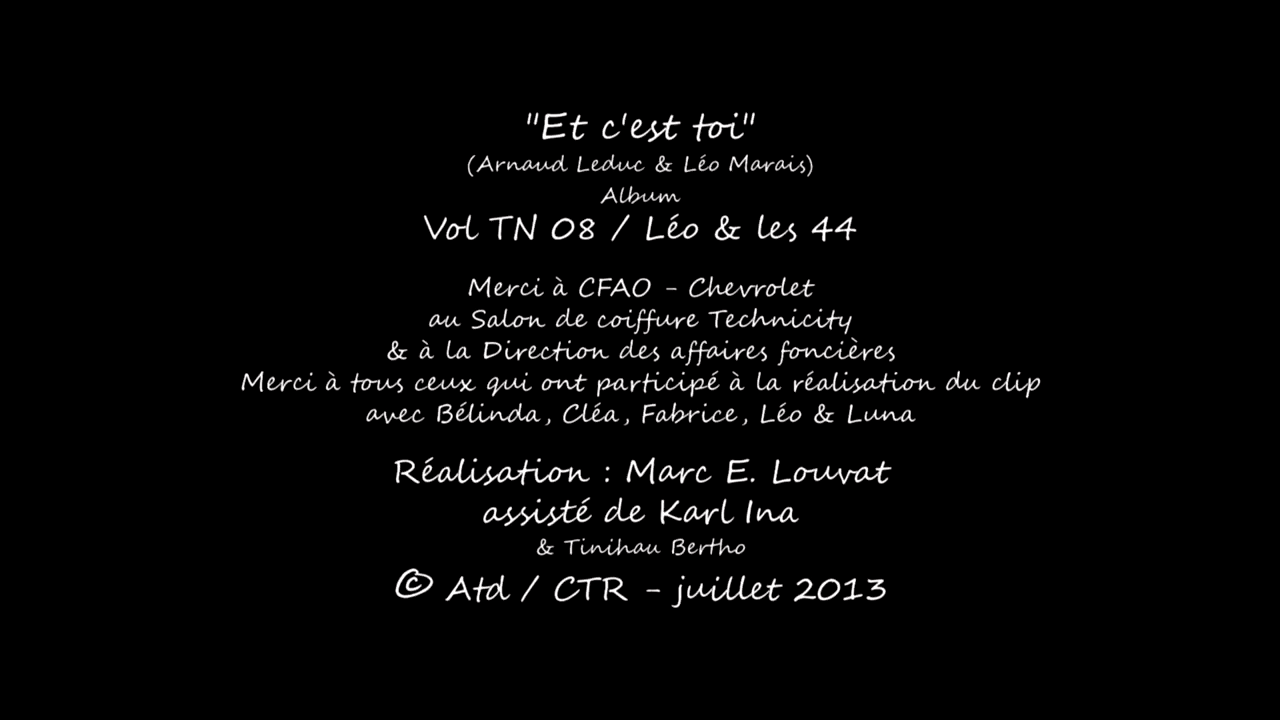 "Et c'est toi"
(Arnaud Leduc & Léo Marais)
Album
Vol TN 08 / Léo & les 44
Merci à CFAO - Chevrolet
au Salon de coiffure Technicity
& à la Direction des affaires foncières
Merci à tous ceux qui ont participé à la réalisation du clip
avec Bélinda, Cléa, Fabrice, Léo & Luna
Réalisation : Marc E. Louvat
assisté de Karl Ina
& Tinihau Bertho
© Atd / CTR - juillet 2013